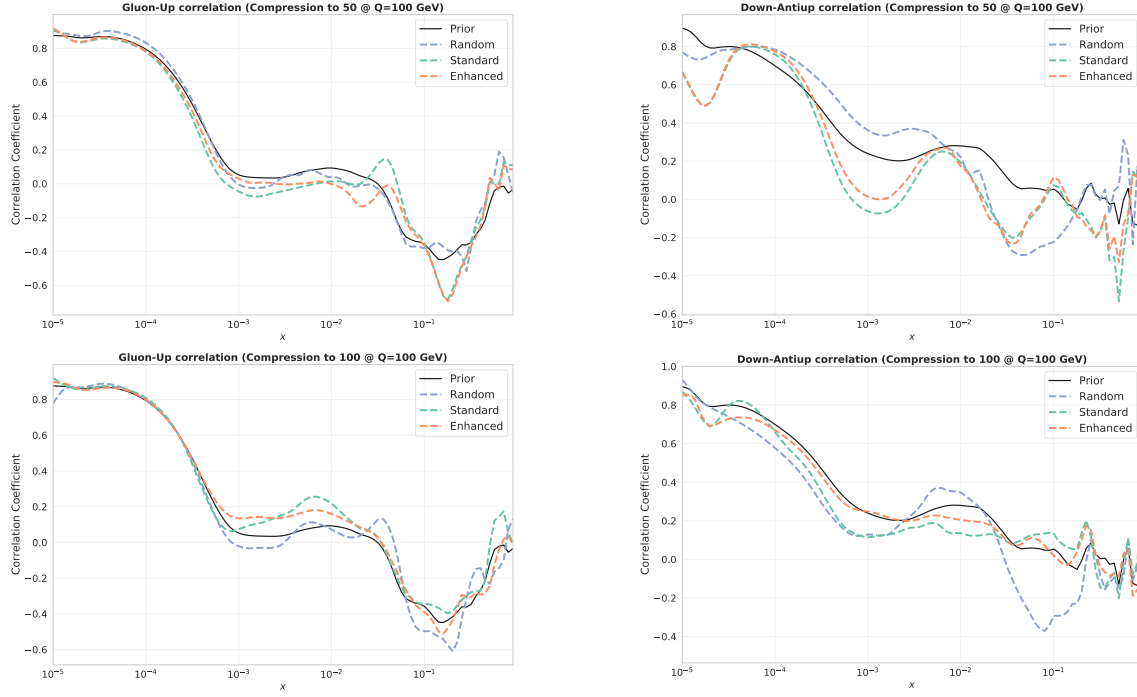 Gluon-Up correlation (Compression to 50 @ Q=100 GeV)
Prior
Random
Standard
Enhanced
Correlation Coefficient
0.8
0.6
0.4
0.2
0.0
−0.2
−0.4
−0.6
10⁻⁵
10⁻⁴
10⁻³
10⁻²
10⁻¹
x
Down-Antiup correlation (Compression to 50 @ Q=100 GeV)
Prior
Random
Standard
Enhanced
Correlation Coefficient
0.8
0.6
0.4
0.2
0.0
−0.2
−0.4
−0.6
10⁻⁵
10⁻⁴
10⁻³
10⁻²
10⁻¹
x
Gluon-Up correlation (Compression to 100 @ Q=100 GeV)
Prior
Random
Standard
Enhanced
Correlation Coefficient
0.8
0.6
0.4
0.2
0.0
−0.2
−0.4
−0.6
10⁻⁵
10⁻⁴
10⁻³
10⁻²
10⁻¹
x
Down-Antiup correlation (Compression to 100 @ Q=100 GeV)
Prior
Random
Standard
Enhanced
Correlation Coefficient
1.0
0.8
0.6
0.4
0.2
0.0
−0.2
−0.4
10⁻⁵
10⁻⁴
10⁻³
10⁻²
10⁻¹
x